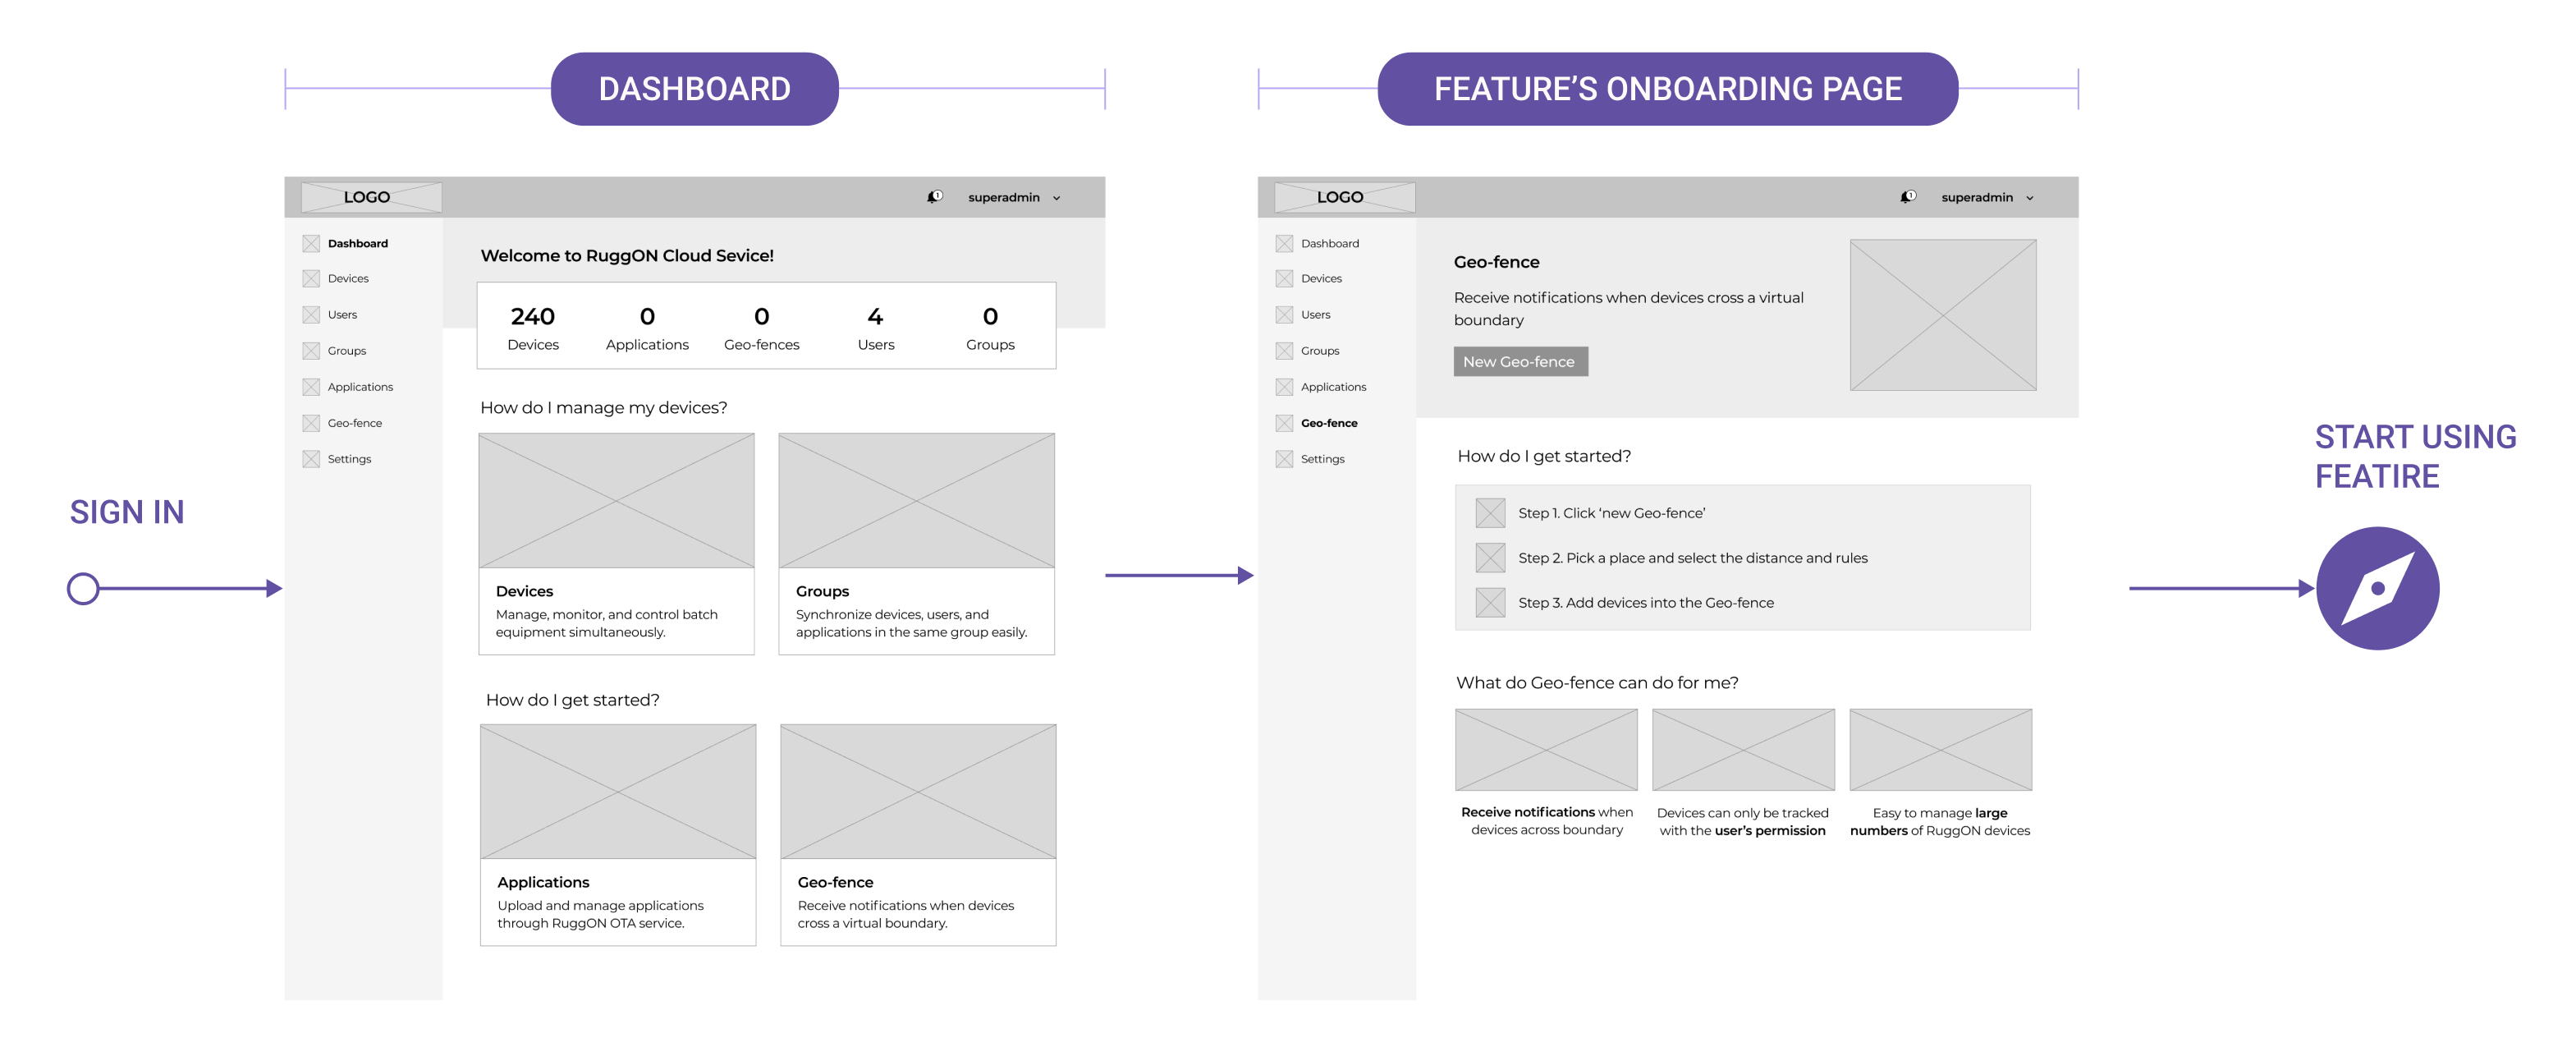 DASHBOARD
FEATURE’S ONBOARDING PAGE
SIGN IN
LOGO
1
superadmin
Dashboard
Devices
Users
Groups
Applications
Geo-fence
Settings
Welcome to RuggON Cloud Sevice!
240
0
0
4
0
Devices
Applications
Geo-fences
Users
Groups
How do I manage my devices?
Devices
Manage, monitor, and control batch
equipment simultaneously.
Groups
Synchronize devices, users, and
applications in the same group easily.
How do I get started?
Applications
Upload and manage applications
through RuggON OTA service.
Geo-fence
Receive notifications when devices
cross a virtual boundary.
LOGO
1
superadmin
Dashboard
Devices
Users
Groups
Applications
Geo-fence
Settings
Geo-fence
Receive notifications when devices cross a virtual
boundary
New Geo-fence
How do I get started?
Step 1. Click ‘new Geo-fence’
Step 2. Pick a place and select the distance and rules
Step 3. Add devices into the Geo-fence
What do Geo-fence can do for me?
Receive notifications when
devices across boundary
Devices can only be tracked
with the user’s permission
Easy to manage large
numbers of RuggON devices
START USING
FEATIRE